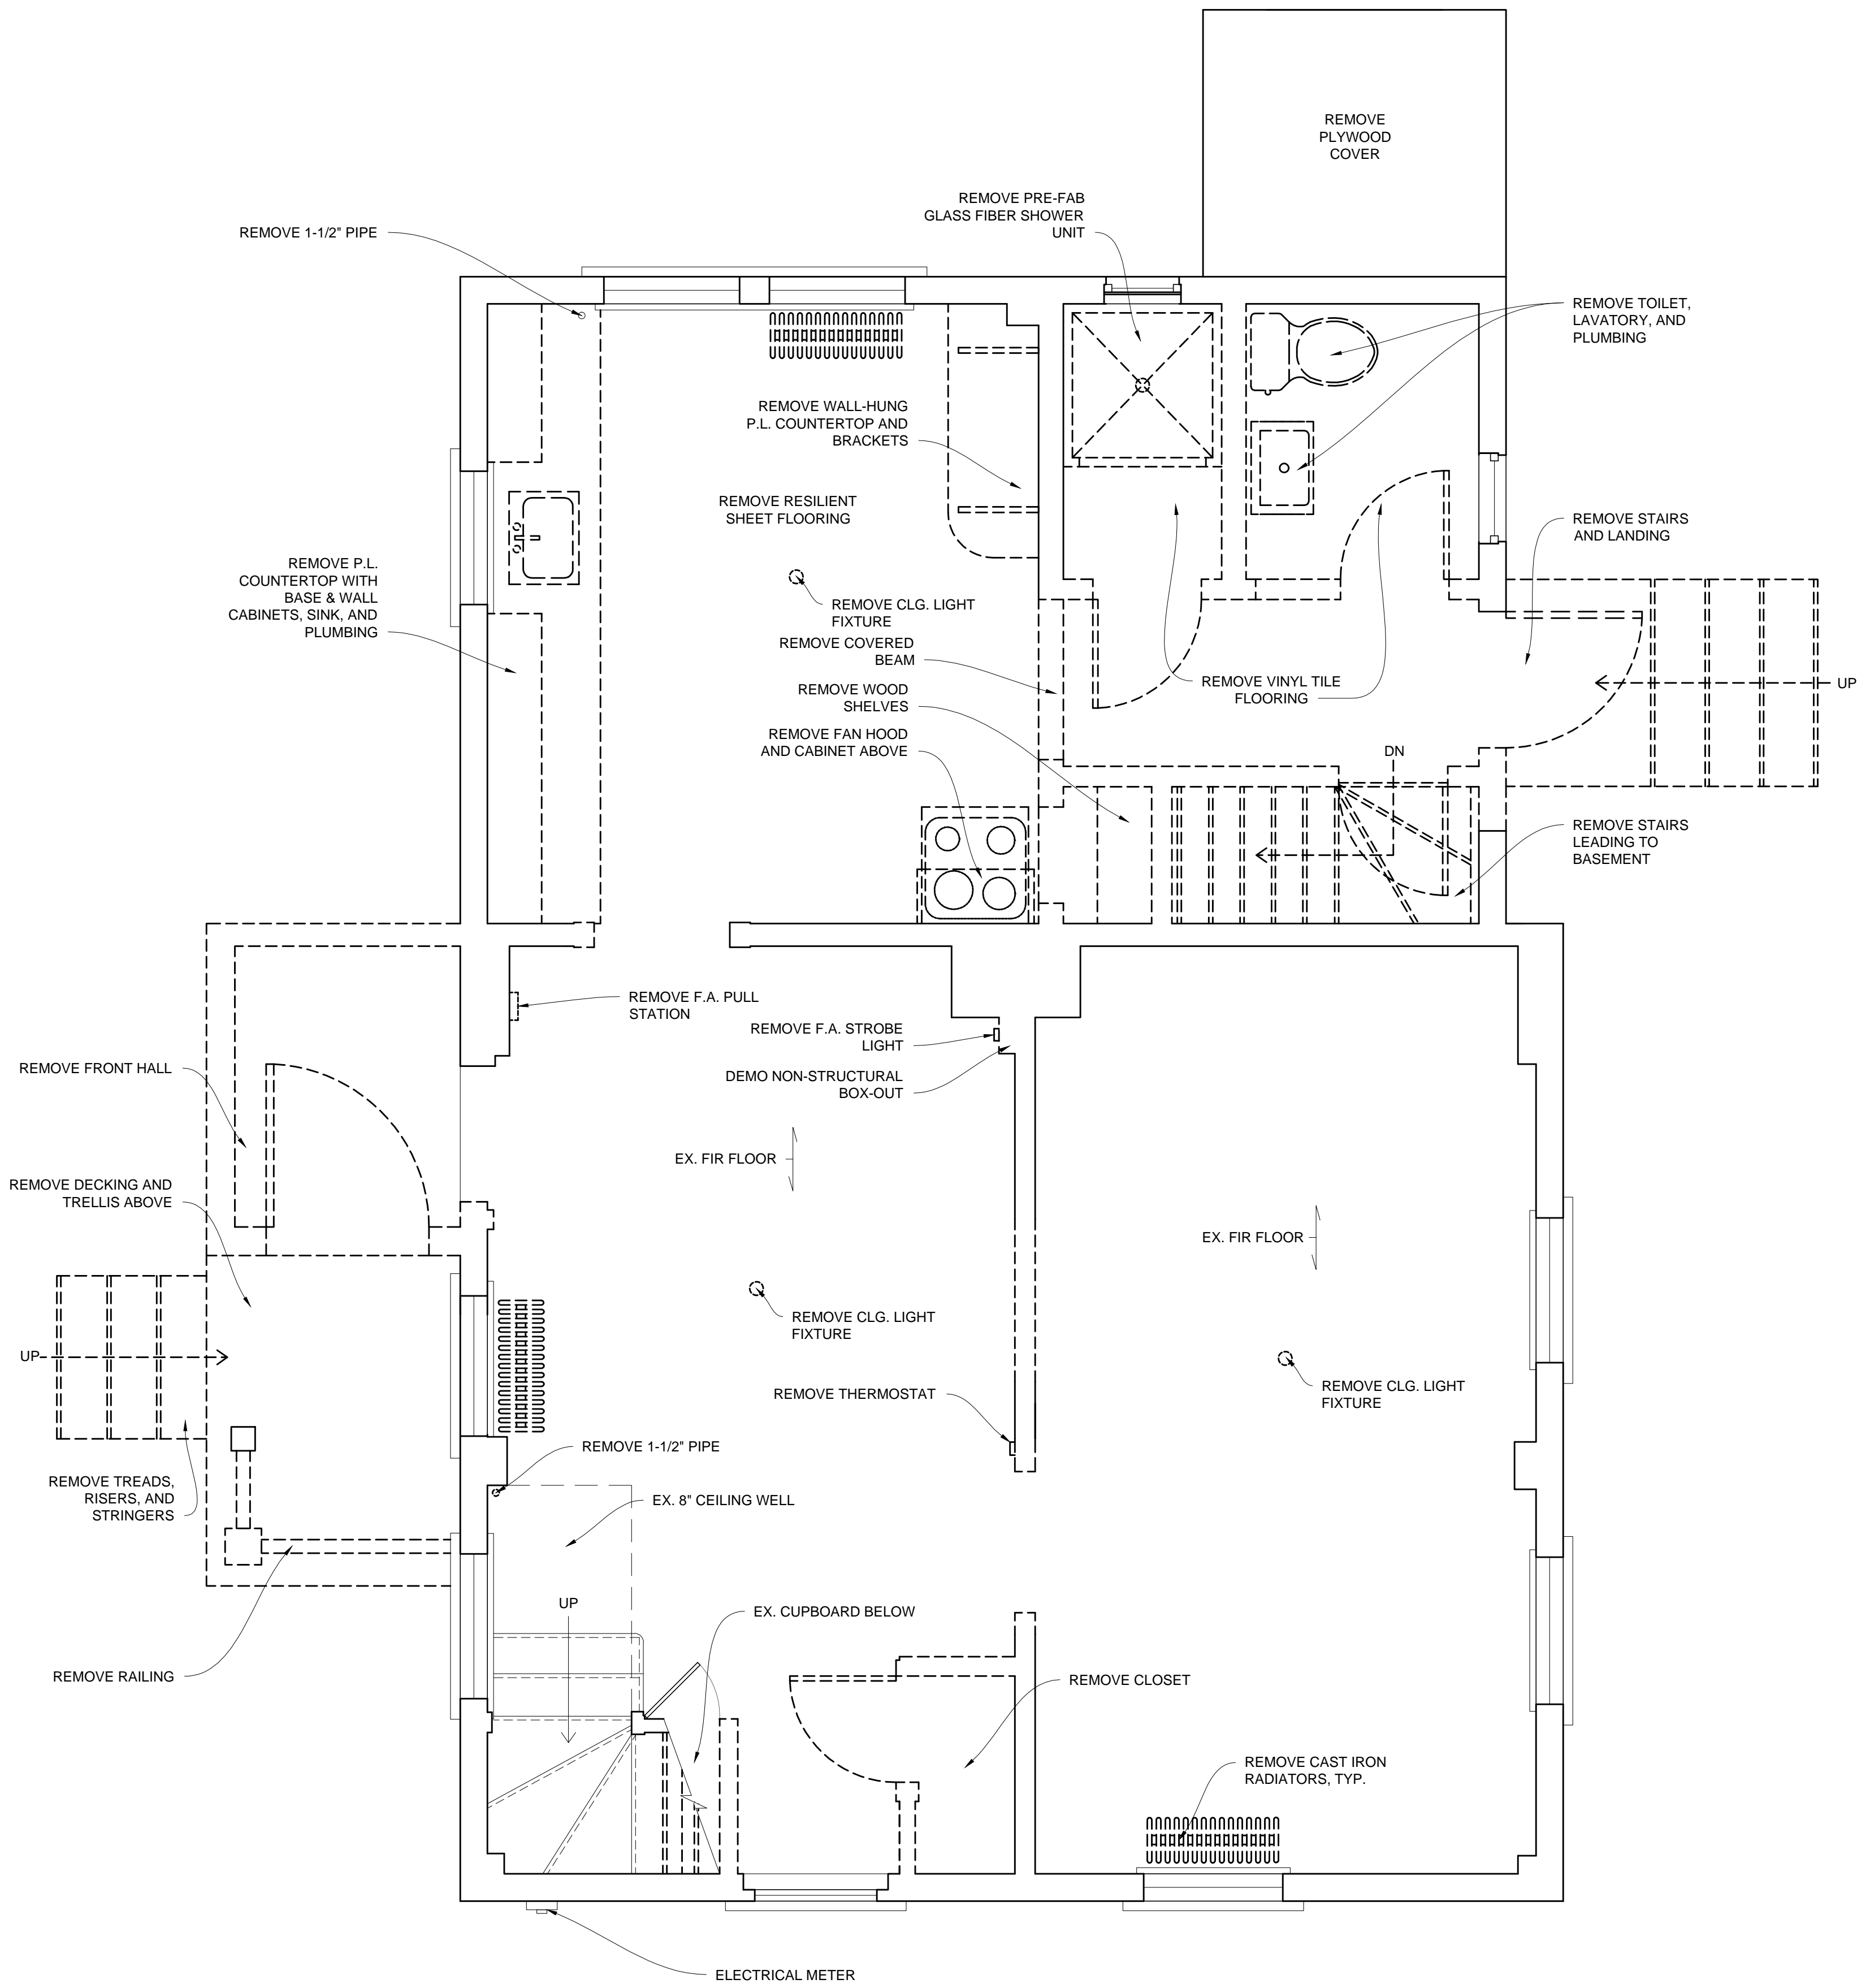 REMOVE
PLYWOOD
COVER
REMOVE PRE-FAB
GLASS FIBER SHOWER
UNIT
REMOVE 1-1/2" PIPE
REMOVE TOILET,
LAVATORY, AND
PLUMBING
REMOVE WALL-HUNG
P.L. COUNTERTOP AND
BRACKETS
REMOVE RESILIENT
SHEET FLOORING
REMOVE STAIRS
AND LANDING
REMOVE P.L.
COUNTERTOP WITH
BASE & WALL
CABINETS, SINK, AND
PLUMBING
REMOVE CLG. LIGHT
FIXTURE
REMOVE COVERED
BEAM
REMOVE VINYL TILE
FLOORING
UP
REMOVE WOOD
SHELVES
REMOVE FAN HOOD
AND CABINET ABOVE
DN
REMOVE STAIRS
LEADING TO
BASEMENT
REMOVE F.A. PULL
STATION
REMOVE F.A. STROBE
LIGHT
REMOVE FRONT HALL
DEMO NON-STRUCTURAL
BOX-OUT
EX. FIR FLOOR
REMOVE DECKING AND
TRELLIS ABOVE
EX. FIR FLOOR
REMOVE CLG. LIGHT
FIXTURE
UP
REMOVE THERMOSTAT
REMOVE CLG. LIGHT
FIXTURE
REMOVE 1-1/2" PIPE
REMOVE TREADS,
RISERS, AND
STRINGERS
EX. 8" CEILING WELL
UP
EX. CUPBOARD BELOW
REMOVE RAILING
REMOVE CLOSET
REMOVE CAST IRON
RADIATORS, TYP.
ELECTRICAL METER